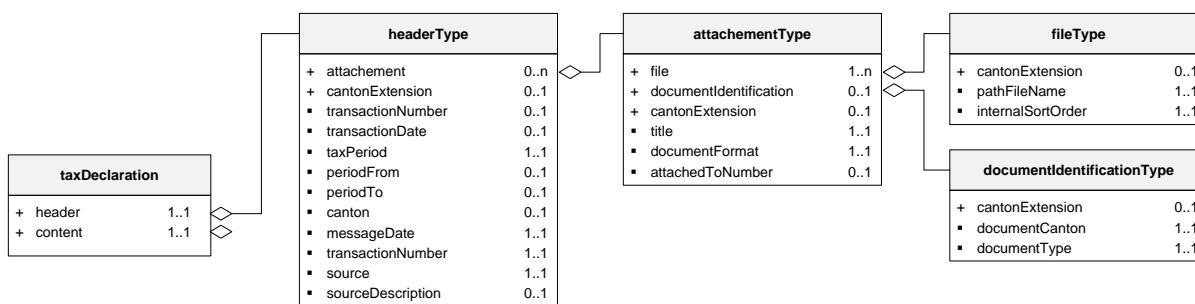 taxDeclaration
+ header 1..1
+ content 1..1
headerType
+ attachement 0..n
+ cantonExtension 0..1
▪ transactionNumber 0..1
▪ transactionDate 0..1
▪ taxPeriod 1..1
▪ periodFrom 0..1
▪ periodTo 0..1
▪ canton 0..1
▪ messageDate 1..1
▪ transactionNumber 1..1
▪ source 1..1
▪ sourceDescription 0..1
attachementType
+ file 1..n
+ documentIdentification 0..1
+ cantonExtension 0..1
▪ title 1..1
▪ documentFormat 1..1
▪ attachedToNumber 0..1
fileType
+ cantonExtension 0..1
▪ pathFileName 1..1
▪ internalSortOrder 1..1
documentIdentificationType
+ cantonExtension 0..1
▪ documentCanton 1..1
▪ documentType 1..1